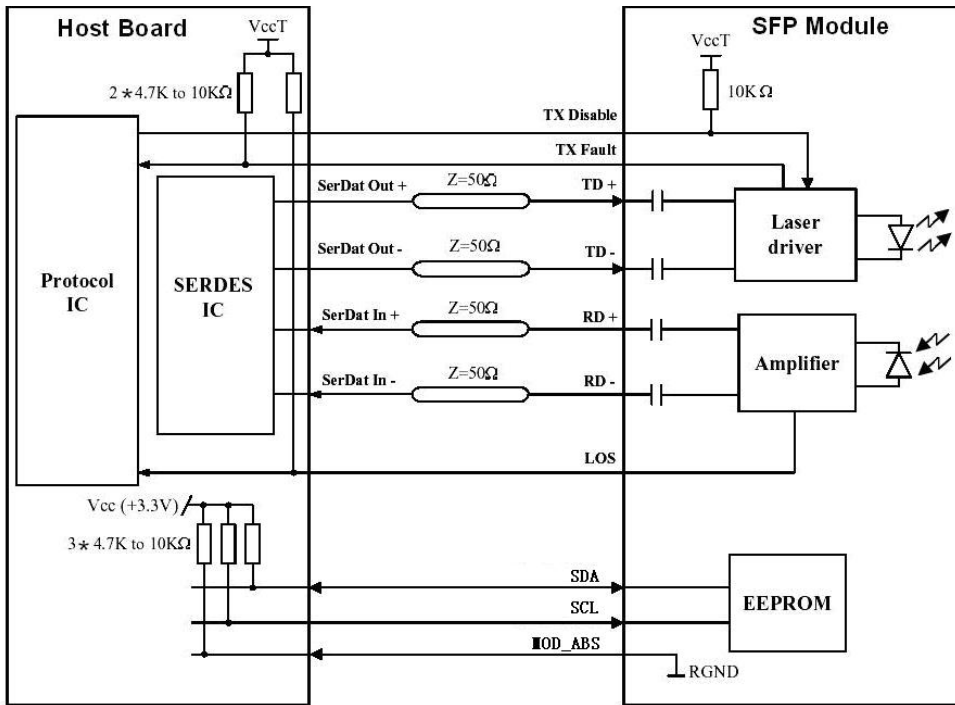 Host Board
SFP Module
VccT
VccT
2*4.7K to 10KΩ
10KΩ
TX Disable
TX Fault
SerDat Out +
Z=50Ω
TD +
Laser driver
SerDat Out -
Z=50Ω
TD -
Protocol IC
SERDES IC
SerDat In +
Z=50Ω
RD +
Amplifier
SerDat In -
Z=50Ω
RD -
LOS
Vcc (+3.3V)
3*4.7K to 10KΩ
SDA
SCL
EEPROM
MOD_ABS
RGND